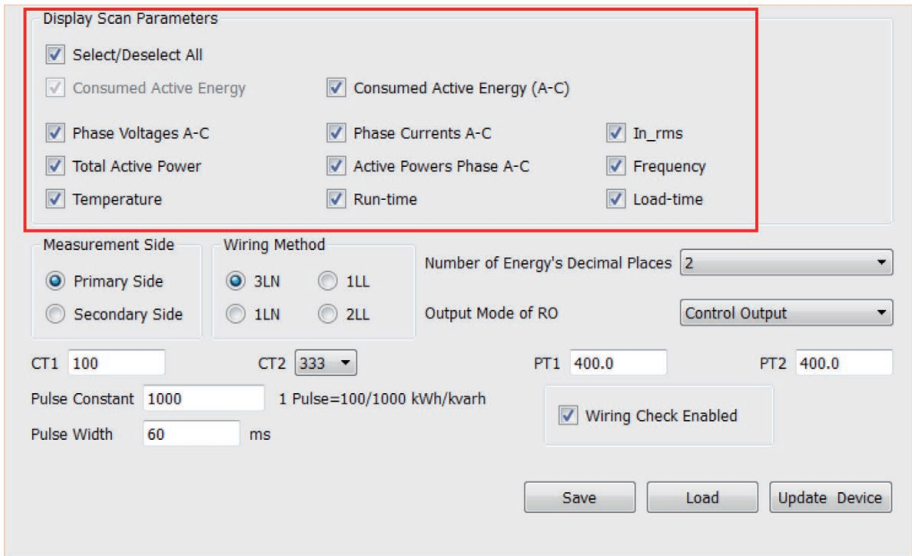 Display Scan Parameters
Select/Deselect All
Consumed Active Energy Consumed Active Energy (A-C)
Phase Voltages A-C Phase Currents A-C In_rms
Total Active Power Active Powers Phase A-C Frequency
Temperature Run-time Load-time
Measurement Side Wiring Method
Number of Energy's Decimal Places 2
Primary Side 3LN 1LL
Secondary Side 1LN 2LL Output Mode of RO Control Output
CT1 100 CT2 333 PT1 400.0 PT2 400.0
Pulse Constant 1000 1 Pulse=100/1000 kWh/kvarh
Wiring Check Enabled
Pulse Width 60 ms
Save Load Update Device